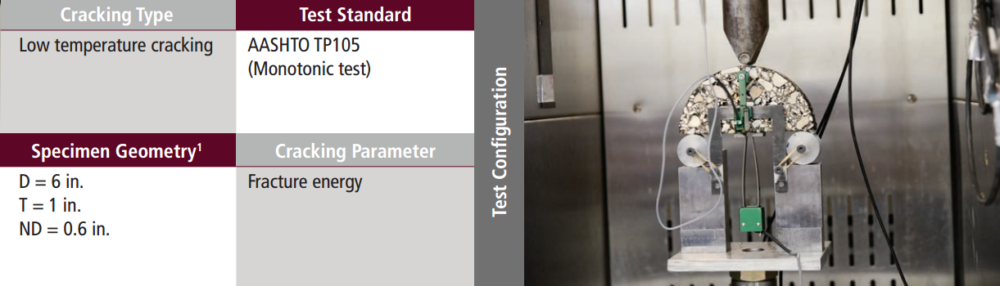 Cracking Type
Test Standard
Low temperature cracking
AASHTO TP105
(Monotonic test)
Specimen Geometry1
Cracking Parameter
D = 6 in.
T = 1 in.
ND = 0.6 in.
Fracture energy
Test Configuration